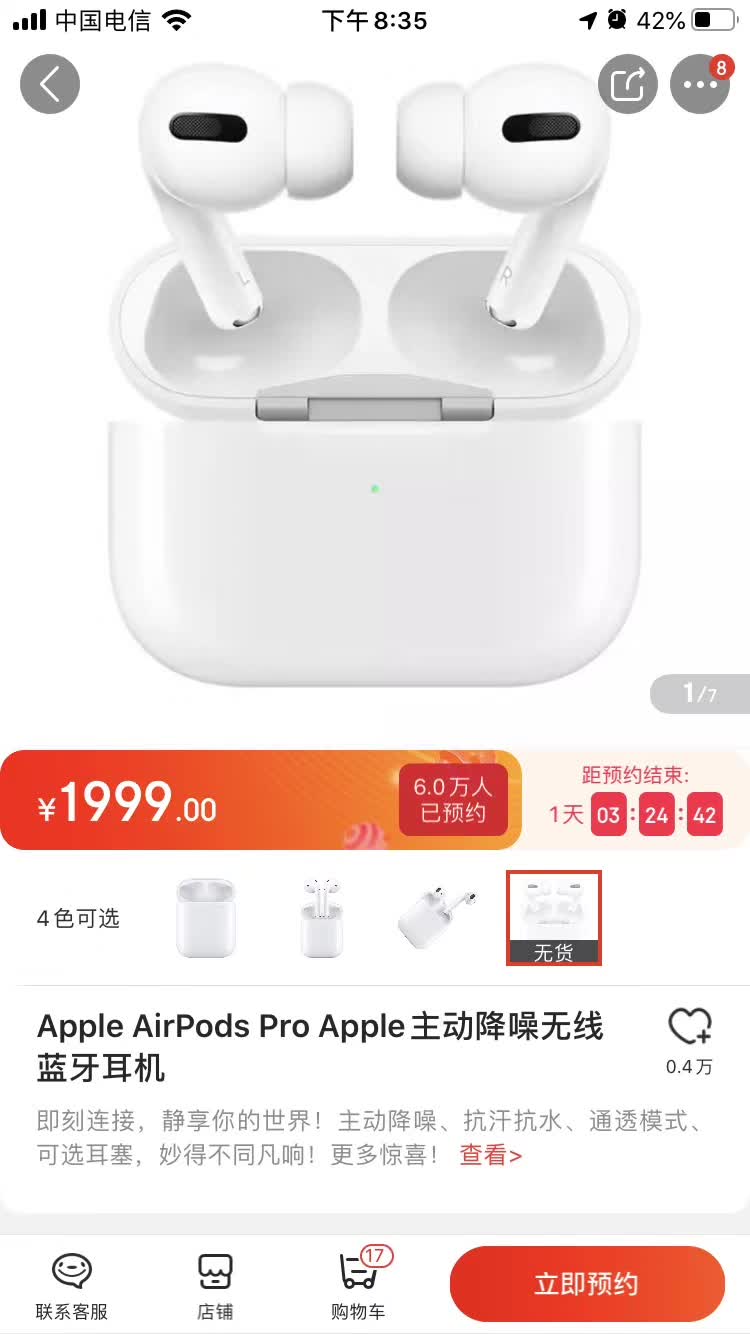 中国电信
下午8:35
42%
8
L
R
1/7
¥1999.00
6.0万人
已预约
距预约结束:
1天 03:24:42
4色可选
无货
Apple AirPods Pro Apple主动降噪无线
蓝牙耳机
0.4万
即刻连接，静享你的世界！主动降噪、抗汗抗水、通透模式、
可选耳塞，妙得不同凡响！更多惊喜！ 查看>
17
联系客服
店铺
购物车
立即预约